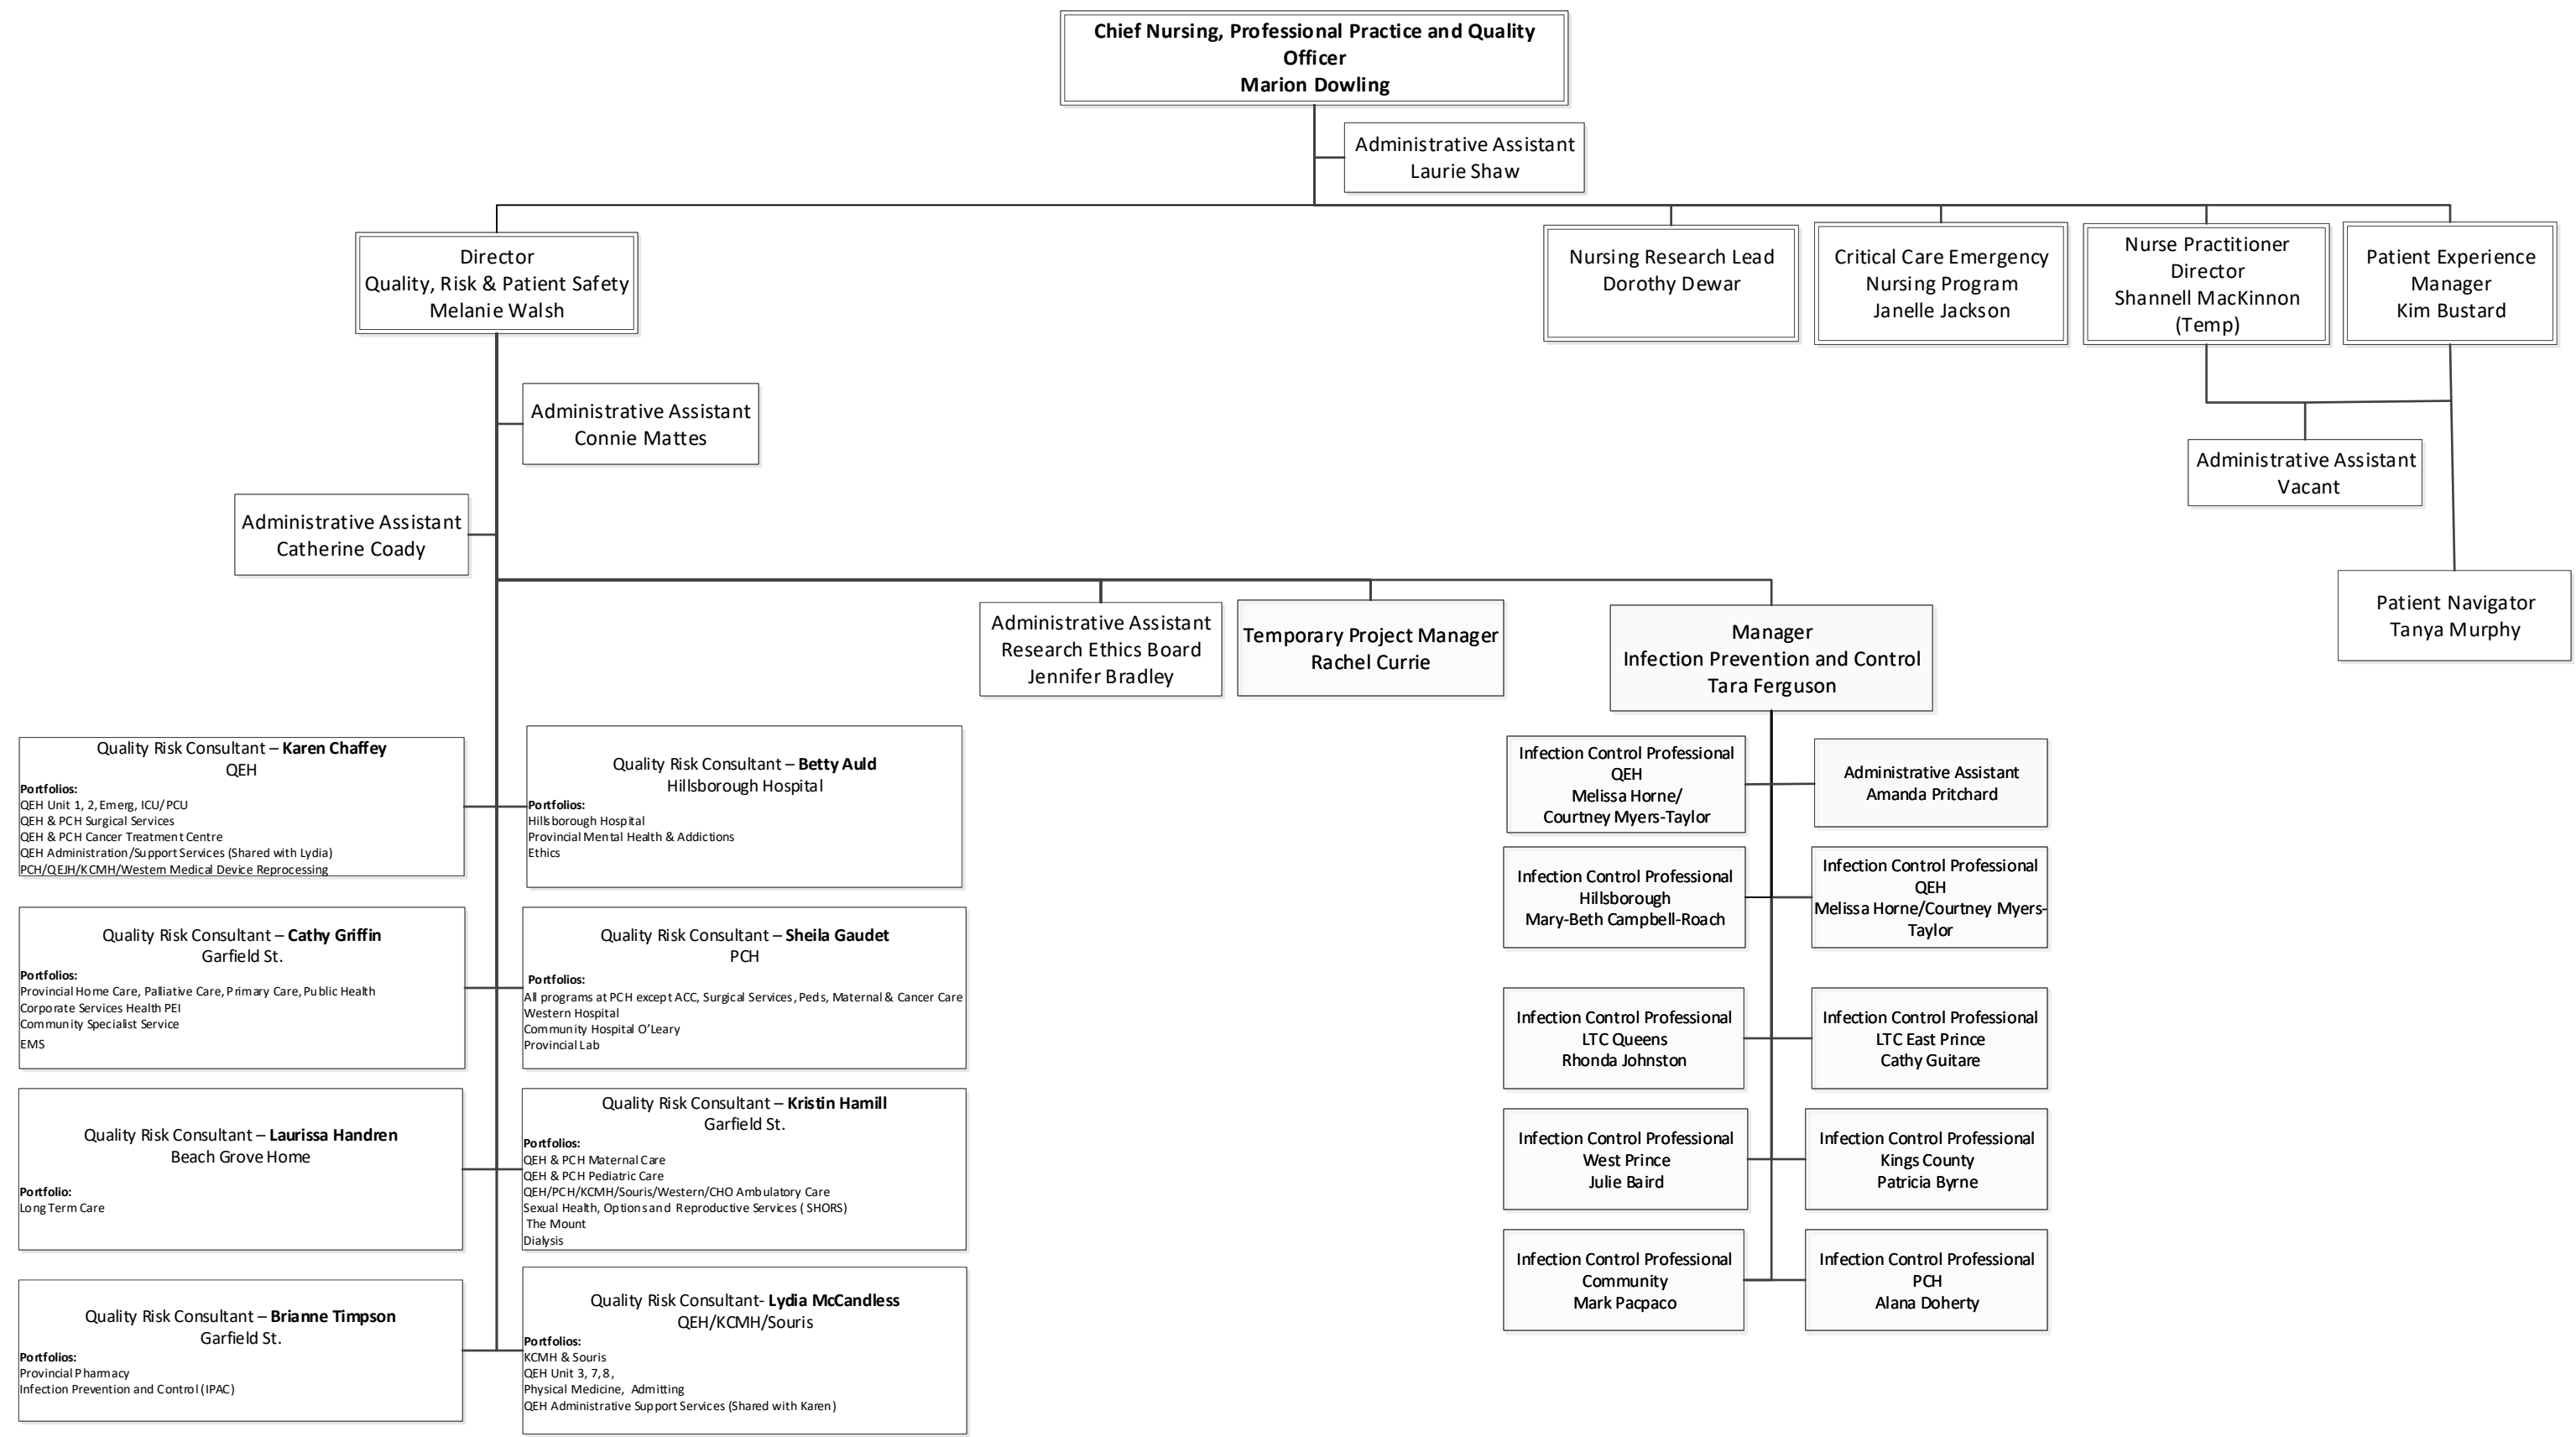 Chief Nursing, Professional Practice and Quality
Officer
Marion Dowling
Administrative Assistant
Laurie Shaw
Director
Quality, Risk & Patient Safety
Melanie Walsh
Nursing Research Lead
Dorothy Dewar
Critical Care Emergency
Nursing Program
Janelle Jackson
Nurse Practitioner
Director
Shannell MacKinnon
(Temp)
Patient Experience
Manager
Kim Bustard
Administrative Assistant
Connie Mattes
Administrative Assistant
Vacant
Administrative Assistant
Catherine Coady
Administrative Assistant
Research Ethics Board
Jennifer Bradley
Temporary Project Manager
Rachel Currie
Manager
Infection Prevention and Control
Tara Ferguson
Patient Navigator
Tanya Murphy
Quality Risk Consultant – Karen Chaffey
QEH
Portfolios:
QEH Unit 1, 2, Emerg, ICU/PCU
QEH & PCH Surgical Services
QEH & PCH Cancer Treatment Centre
QEH Administration/Support Services (Shared with Lydia)
PCH/QEJH/KCMH/Western Medical Device Reprocessing
Quality Risk Consultant – Betty Auld
Hillsborough Hospital
Portfolios:
Hillsborough Hospital
Provincial Mental Health & Addictions
Ethics
Quality Risk Consultant – Cathy Griffin
Garfield St.
Portfolios:
Provincial Home Care, Palliative Care, Primary Care, Public Health
Corporate Services Health PEI
Community Specialist Service
EMS
Quality Risk Consultant – Sheila Gaudet
PCH
Portfolios:
All programs at PCH except ACC, Surgical Services, Peds, Maternal & Cancer Care
Western Hospital
Community Hospital O’Leary
Provincial Lab
Quality Risk Consultant – Laurissa Handren
Beach Grove Home
Portfolio:
Long Term Care
Quality Risk Consultant – Kristin Hamill
Garfield St.
Portfolios:
QEH & PCH Maternal Care
QEH & PCH Pediatric Care
QEH/PCH/KCMH/Souris/Western/CHO Ambulatory Care
Sexual Health, Options and Reproductive Services ( SHORS)
The Mount
Dialysis
Quality Risk Consultant – Brianne Timpson
Garfield St.
Portfolios:
Provincial Pharmacy
Infection Prevention and Control (IPAC)
Quality Risk Consultant- Lydia McCandless
QEH/KCMH/Souris
Portfolios:
KCMH & Souris
QEH Unit 3, 7, 8,
Physical Medicine, Admitting
QEH Administrative Support Services (Shared with Karen)
Infection Control Professional
QEH
Melissa Horne/
Courtney Myers-Taylor
Administrative Assistant
Amanda Pritchard
Infection Control Professional
Hillsborough
Mary-Beth Campbell-Roach
Infection Control Professional
QEH
Melissa Horne/Courtney Myers-
Taylor
Infection Control Professional
LTC Queens
Rhonda Johnston
Infection Control Professional
LTC East Prince
Cathy Guitare
Infection Control Professional
West Prince
Julie Baird
Infection Control Professional
Kings County
Patricia Byrne
Infection Control Professional
Community
Mark Pacpaco
Infection Control Professional
PCH
Alana Doherty